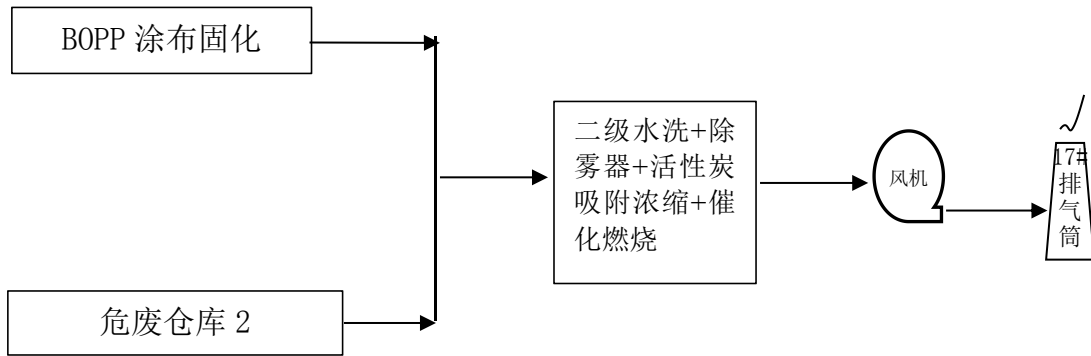 BOPP 涂布固化
二级水洗+除
雾器+活性炭
吸附浓缩+催
化燃烧
风机
17#
排
气
筒
危废仓库 2